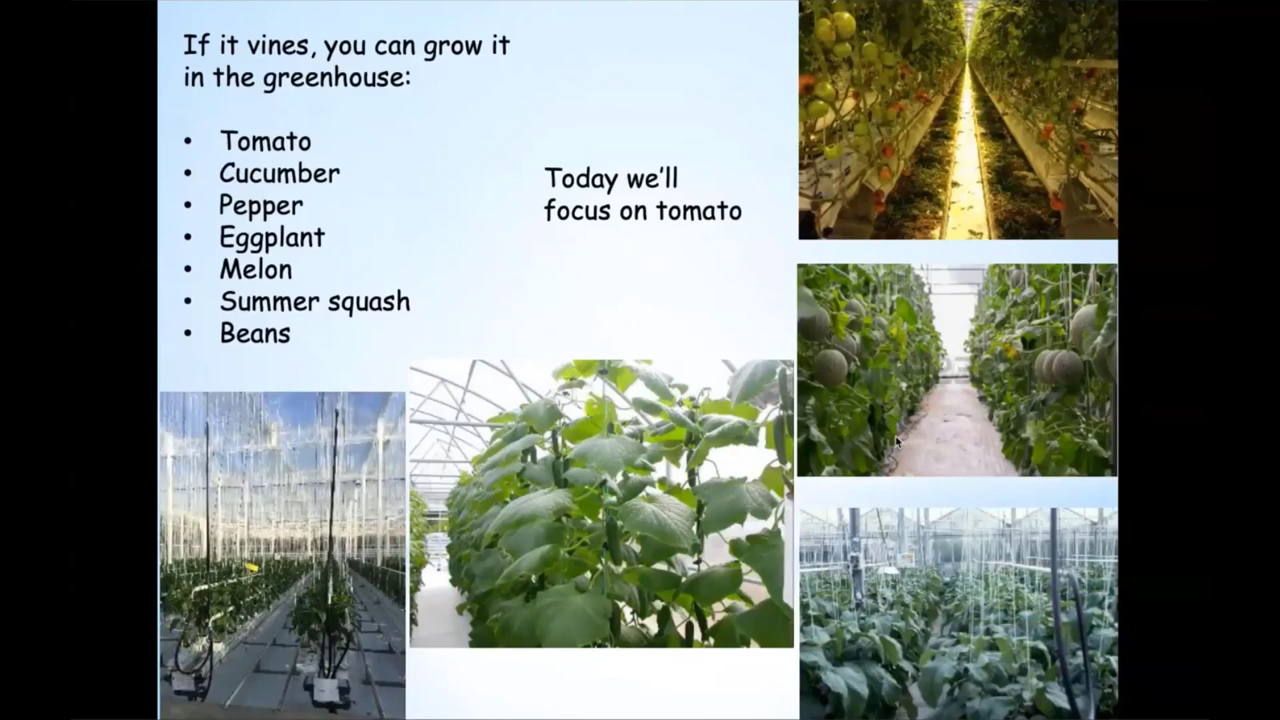 If it vines, you can grow it
in the greenhouse:
• Tomato
• Cucumber
• Pepper
• Eggplant
• Melon
• Summer squash
• Beans
Today we'll
focus on tomato